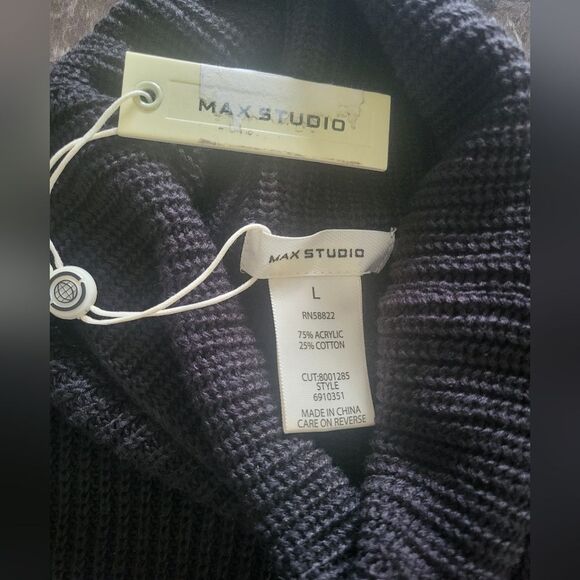 MAX STUDIO
MAX STUDIO
L
RN58822
75% ACRYLIC
25% COTTON
CUT:8001285
STYLE
6910351
MADE IN CHINA
CARE ON REVERSE